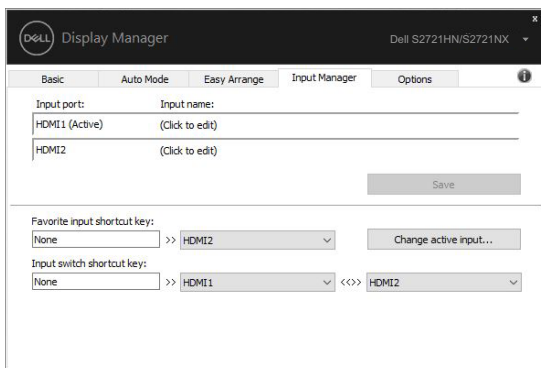 x
DELL Display Manager Dell S2721HN/S2721NX
Basic Auto Mode Easy Arrange Input Manager Options i
Input port: Input name:
HDMI1 (Active) (Click to edit)
HDMI2 (Click to edit)
Save
Favorite input shortcut key:
None >> HDMI2 Change active input...
Input switch shortcut key:
None >> HDMI1 <<>> HDMI2